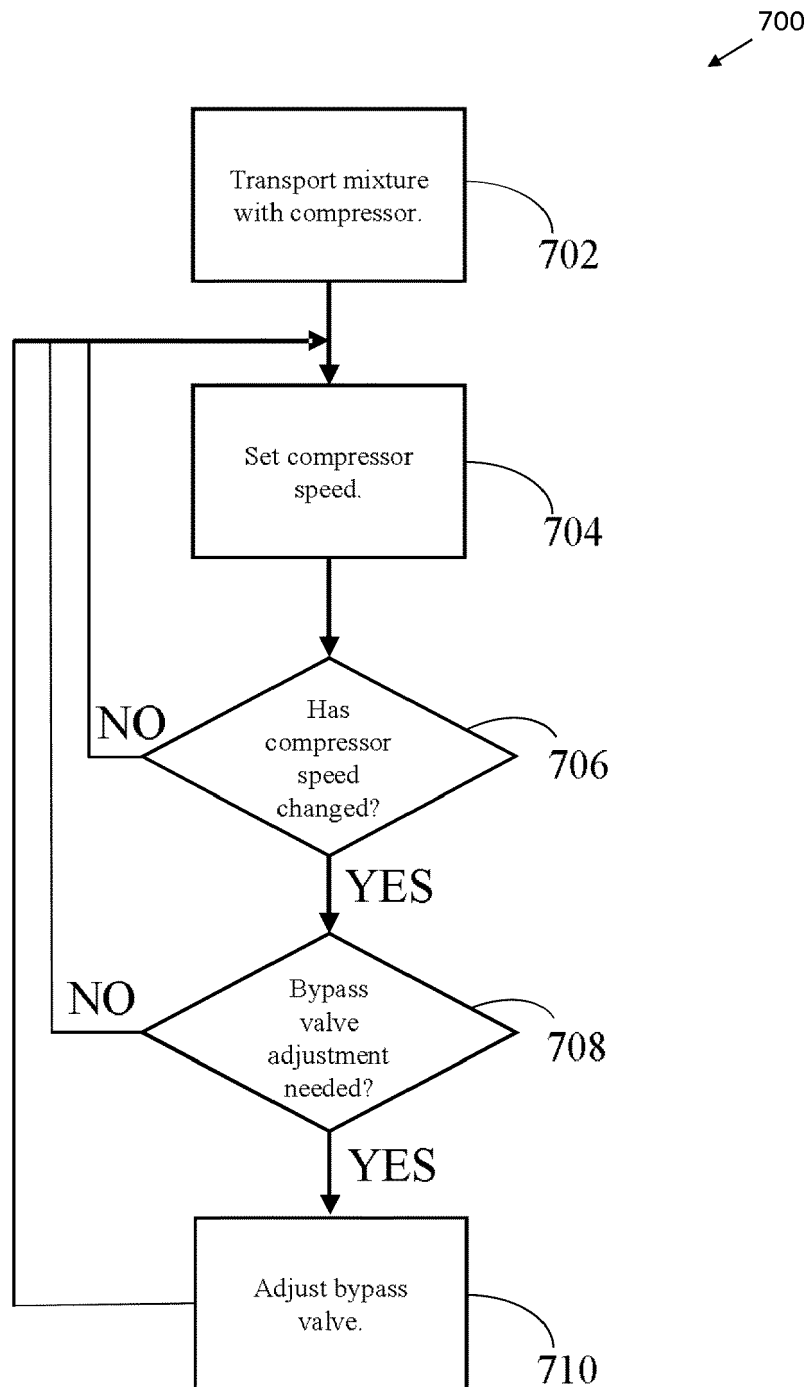 700
Transport mixture
with compressor.
702
Set compressor
speed.
704
Has
compressor
speed
changed?
706
NO
YES
Bypass
valve
adjustment
needed?
708
NO
YES
Adjust bypass
valve.
710